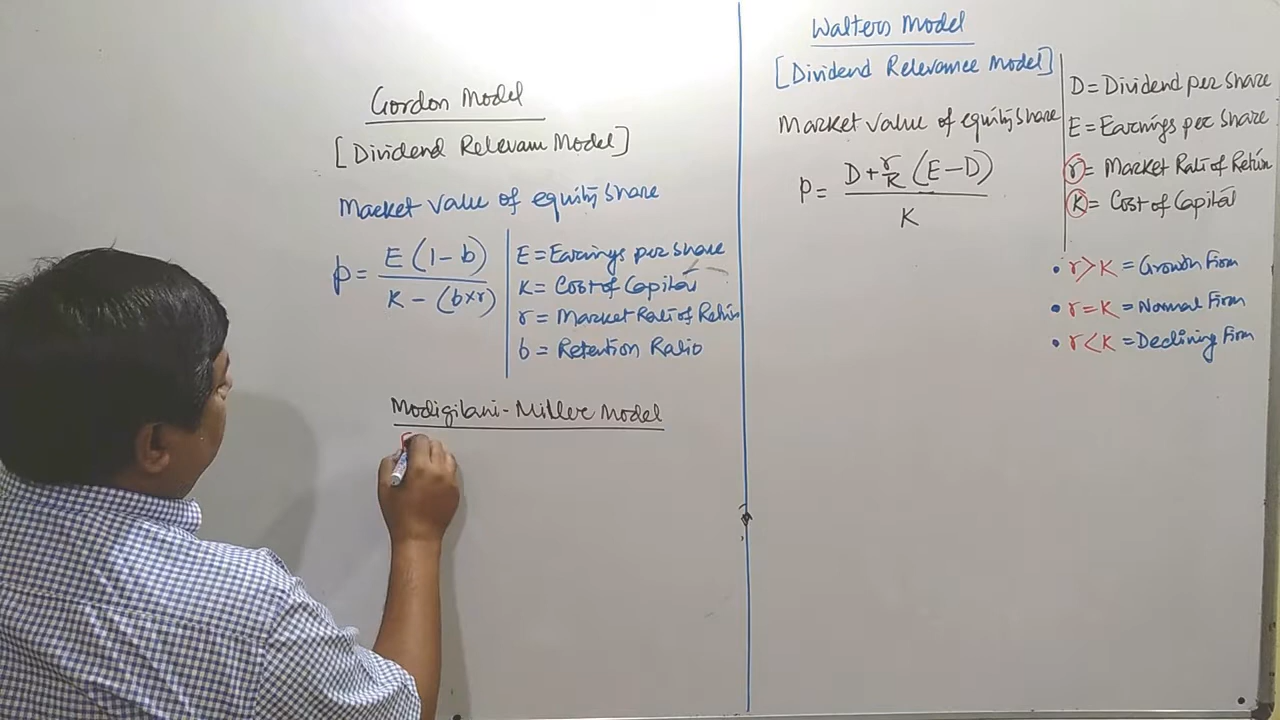 Gordon Model
[Dividend Relevam Model]
Market value of equity share
P = E (1 - b) / K - (b×r)
E = Earnings per share
K = Cost of Capital
r = Market Rate of Return
b = Retention Ratio
Modigilani - Miller Model
Walters Model
[Dividend Relevance Model]
Market value of equity share
P = D + r/K (E - D) / K
D = Dividend per share
E = Earnings per share
r = Market Rate of Return
K = Cost of Capital
• r > K = Growth Firm
• r = K = Normal Firm
• r < K = Declining Firm